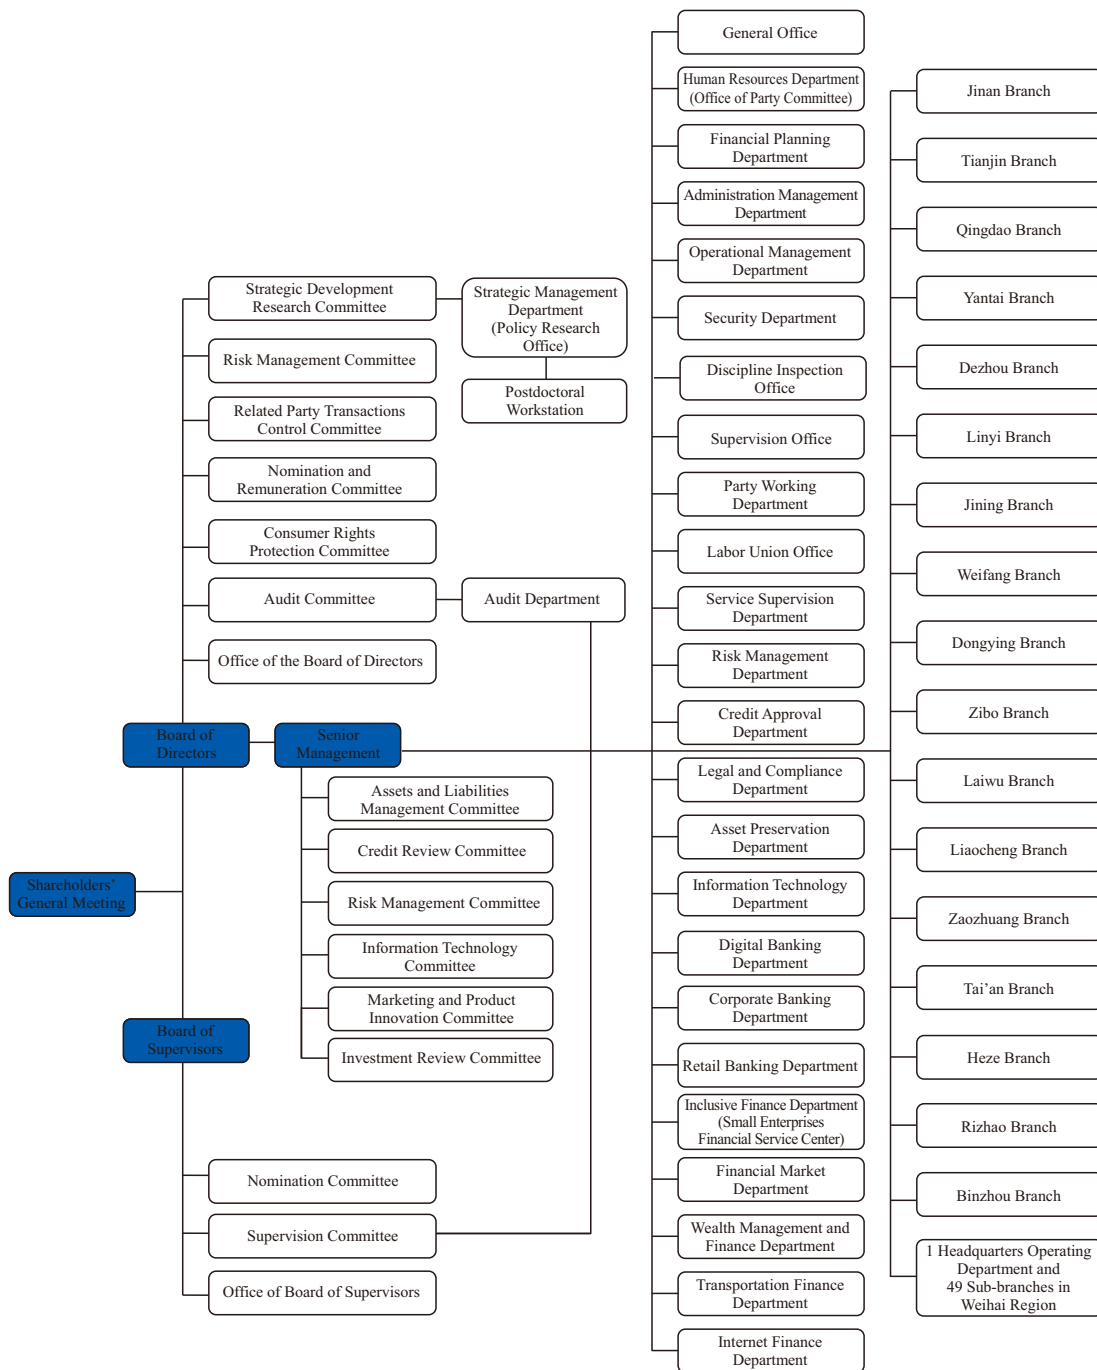 General Office
Human Resources Department
(Office of Party Committee)
Financial Planning
Department
Administration Management
Department
Operational Management
Department
Security Department
Discipline Inspection
Office
Supervision Office
Party Working
Department
Labor Union Office
Service Supervision
Department
Risk Management
Department
Credit Approval
Department
Legal and Compliance
Department
Asset Preservation
Department
Information Technology
Department
Digital Banking
Department
Corporate Banking
Department
Retail Banking Department
Inclusive Finance Department
(Small Enterprises
Financial Service Center)
Financial Market
Department
Wealth Management and
Finance Department
Transportation Finance
Department
Internet Finance
Department
Jinan Branch
Tianjin Branch
Qingdao Branch
Yantai Branch
Dezhou Branch
Linyi Branch
Jining Branch
Weifang Branch
Dongying Branch
Zibo Branch
Laiwu Branch
Liaocheng Branch
Zaozhuang Branch
Tai’an Branch
Heze Branch
Rizhao Branch
Binzhou Branch
1 Headquarters Operating
Department and
49 Sub-branches in
Weihai Region
Strategic Development
Research Committee
Strategic Management
Department
(Policy Research
Office)
Postdoctoral
Workstation
Risk Management Committee
Related Party Transactions
Control Committee
Nomination and
Remuneration Committee
Consumer Rights
Protection Committee
Audit Committee
Audit Department
Office of the Board of Directors
Board of
Directors
Senior
Management
Assets and Liabilities
Management Committee
Credit Review Committee
Risk Management Committee
Information Technology
Committee
Marketing and Product
Innovation Committee
Investment Review Committee
Shareholders’
General Meeting
Board of
Supervisors
Nomination Committee
Supervision Committee
Office of Board of Supervisors